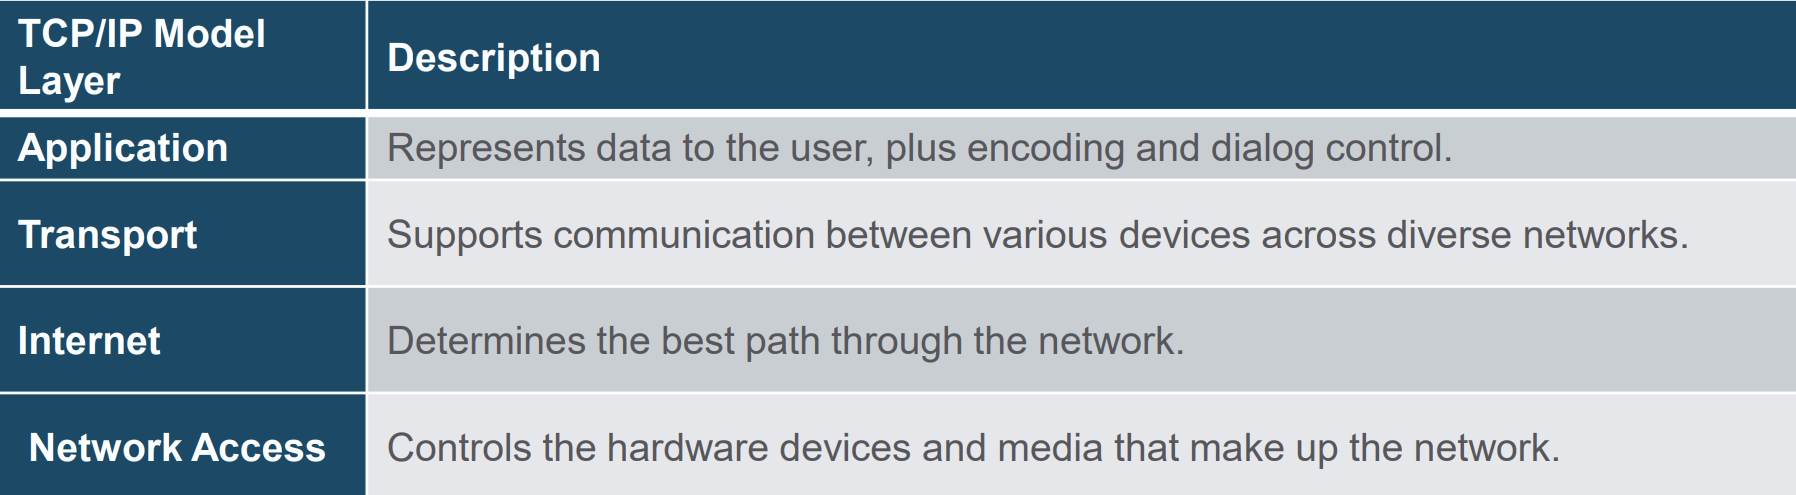 TCP/IP Model
Layer
Description
Application
Represents data to the user, plus encoding and dialog control.
Transport
Supports communication between various devices across diverse networks.
Internet
Determines the best path through the network.
Network Access
Controls the hardware devices and media that make up the network.